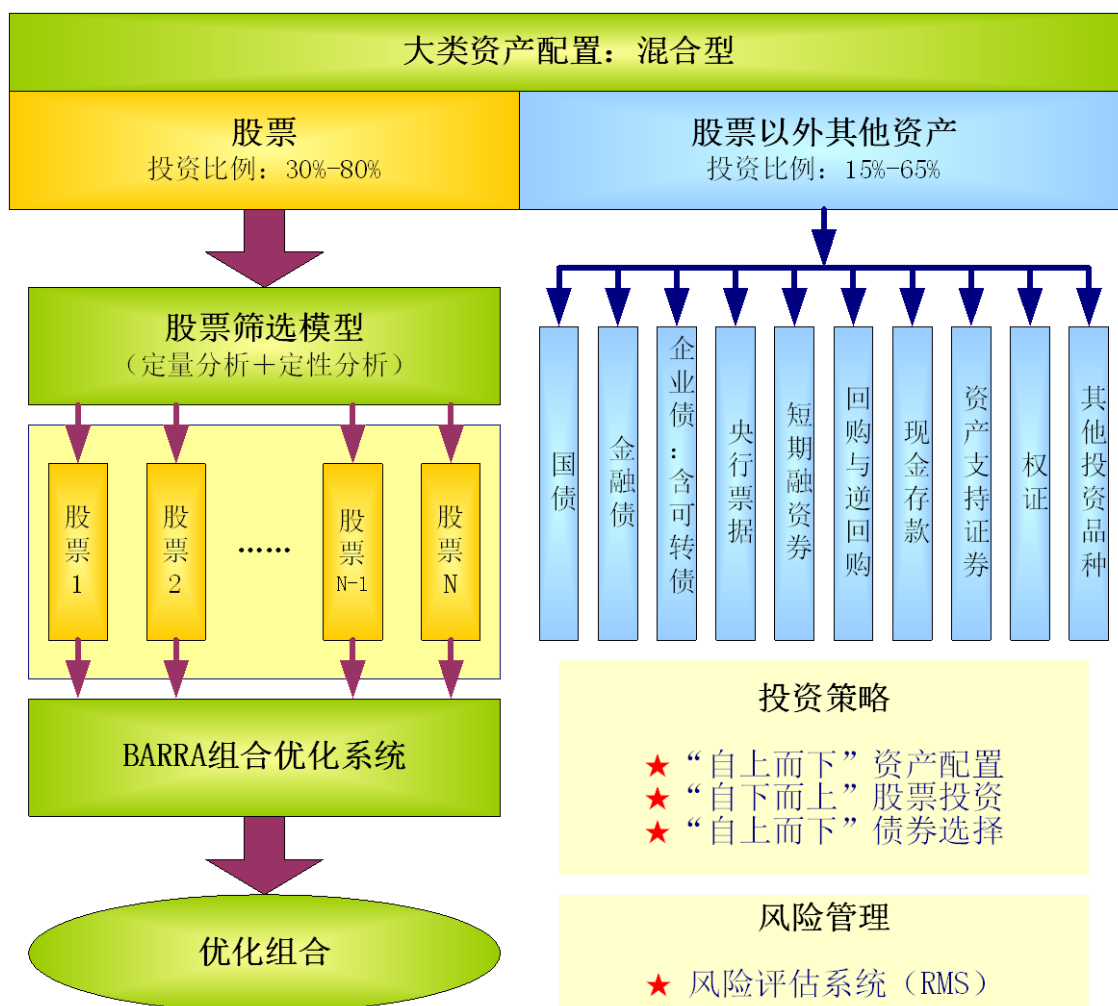 大类资产配置：混合型
股票
投资比例：30%-80%
股票以外其他资产
投资比例：15%-65%
股票筛选模型
（定量分析＋定性分析）
股票1
股票2
……
股票N-1
股票N
BARRA组合优化系统
优化组合
国债
金融债
企业债：含可转债
央行票据
短期融资券
回购与逆回购
现金存款
资产支持证券
权证
其他投资品种
投资策略
★ “自上而下”资产配置
★ “自下而上”股票投资
★ “自上而下”债券选择
风险管理
★ 风险评估系统（RMS）